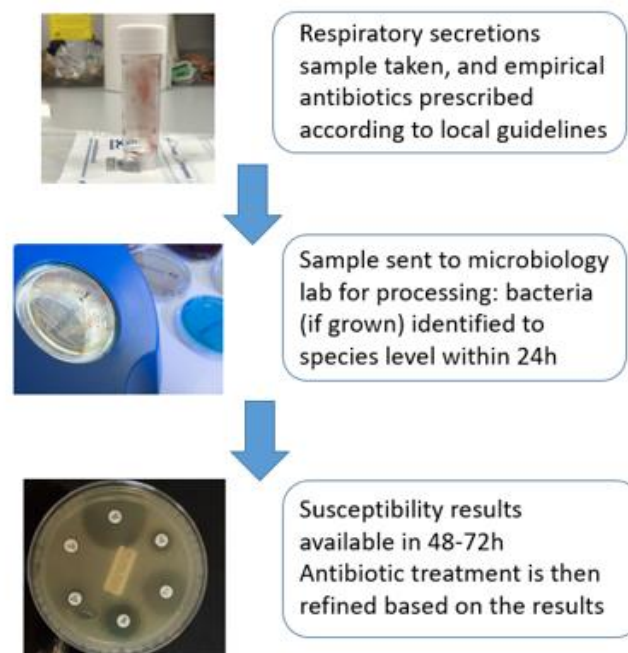 Respiratory secretions
sample taken, and empirical
antibiotics prescribed
according to local guidelines
Sample sent to microbiology
lab for processing: bacteria
(if grown) identified to
species level within 24h
Susceptibility results
available in 48-72h
Antibiotic treatment is then
refined based on the results